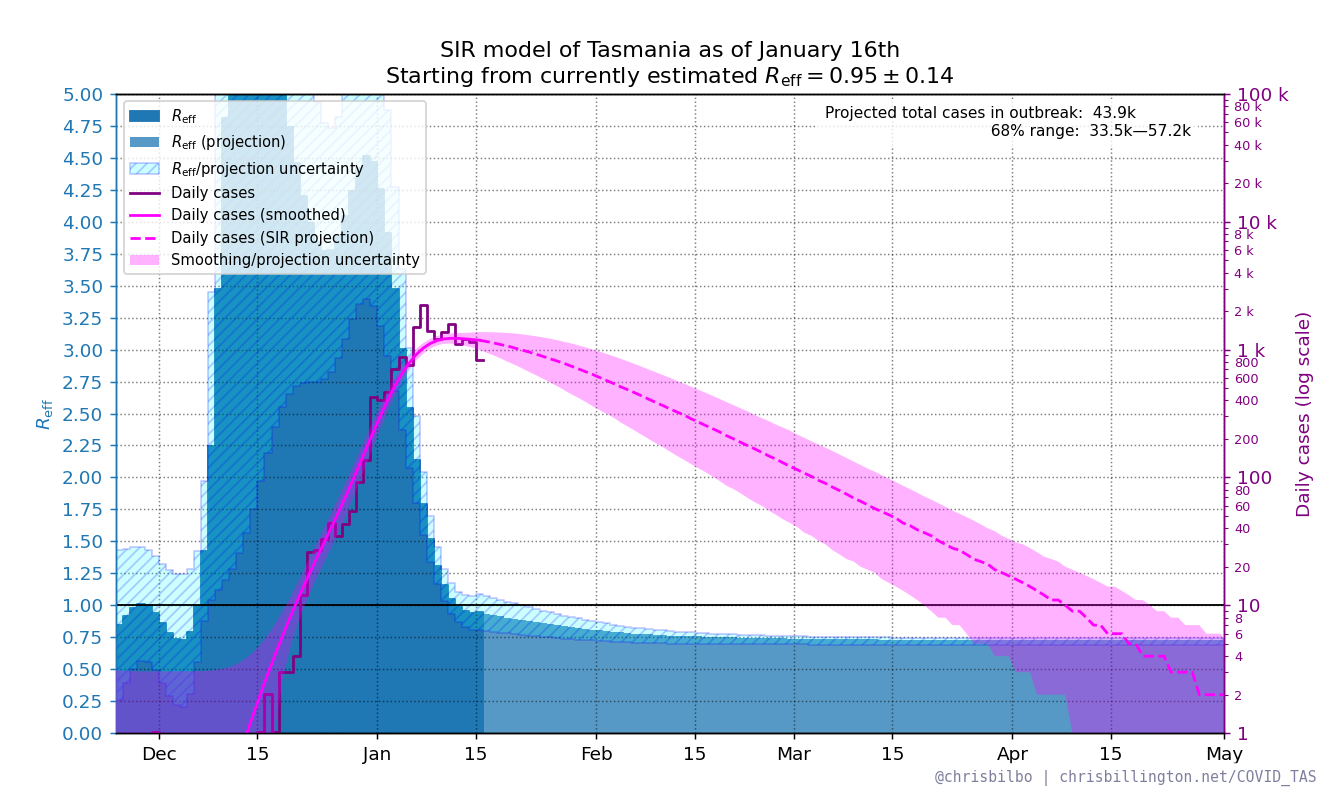 SIR model of Tasmania as of January 16th
Starting from currently estimated Reff = 0.95 ± 0.14
Reff
Reff (projection)
Reff/projection uncertainty
Daily cases
Daily cases (smoothed)
Daily cases (SIR projection)
Smoothing/projection uncertainty
Projected total cases in outbreak: 43.9k
68% range: 33.5k—57.2k
Reff
5.00
4.75
4.50
4.25
4.00
3.75
3.50
3.25
3.00
2.75
2.50
2.25
2.00
1.75
1.50
1.25
1.00
0.75
0.50
0.25
0.00
Dec
15
Jan
15
Feb
15
Mar
15
Apr
15
May
100 k
80 k
60 k
40 k
20 k
10 k
8 k
6 k
4 k
2 k
1 k
800
600
400
200
100
80
60
40
20
10
8
6
4
2
1
Daily cases (log scale)
@chrisbilbo | chrisbillington.net/COVID_TAS